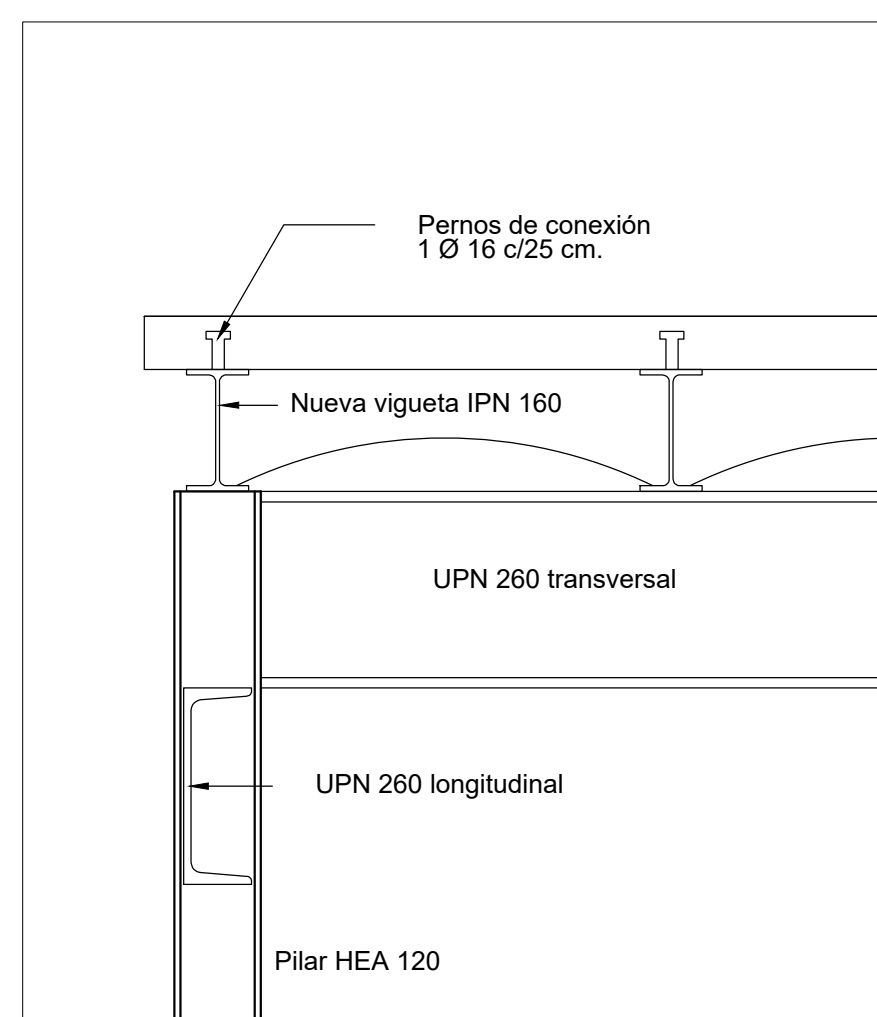 Pernos de conexión
1 Ø 16 c/25 cm.
Nueva vigueta IPN 160
UPN 260 transversal
UPN 260 longitudinal
Pilar HEA 120